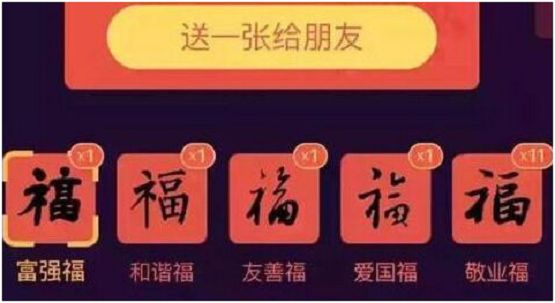 送一张给朋友
x1 x1 x1 x1 x11
福 福 福 福 福
富强福 和谐福 友善福 爱国福 敬业福